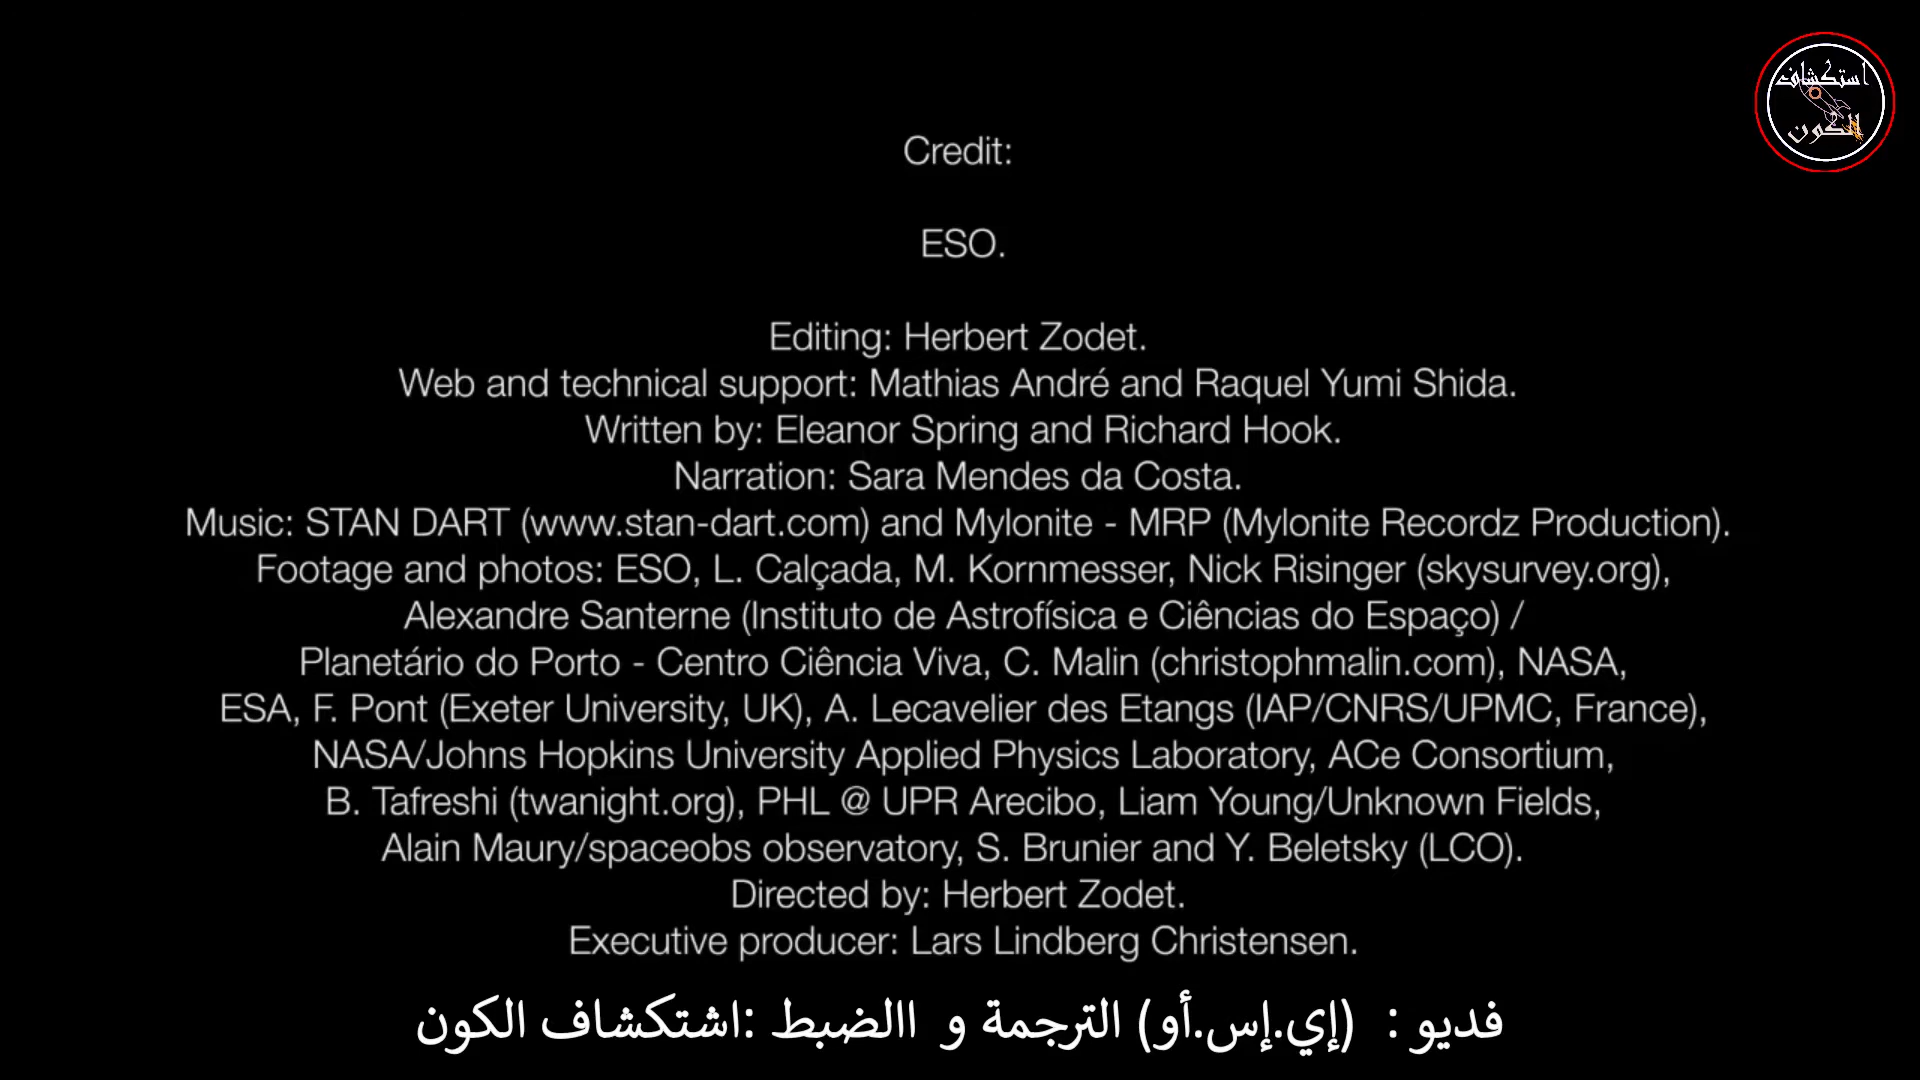 استكشاف
الكون
Credit:
ESO.
Editing: Herbert Zodet.
Web and technical support: Mathias André and Raquel Yumi Shida.
Written by: Eleanor Spring and Richard Hook.
Narration: Sara Mendes da Costa.
Music: STAN DART (www.stan-dart.com) and Mylonite - MRP (Mylonite Recordz Production).
Footage and photos: ESO, L. Calçada, M. Kornmesser, Nick Risinger (skysurvey.org),
Alexandre Santerne (Instituto de Astrofísica e Ciências do Espaço) /
Planetário do Porto - Centro Ciência Viva, C. Malin (christophmalin.com), NASA,
ESA, F. Pont (Exeter University, UK), A. Lecavelier des Etangs (IAP/CNRS/UPMC, France),
NASA/Johns Hopkins University Applied Physics Laboratory, ACe Consortium,
B. Tafreshi (twanight.org), PHL @ UPR Arecibo, Liam Young/Unknown Fields,
Alain Maury/spaceobs observatory, S. Brunier and Y. Beletsky (LCO).
Directed by: Herbert Zodet.
Executive producer: Lars Lindberg Christensen.
فديو : (إي.إس.أو) الترجمة و االضبط :اشتكشاف الكون